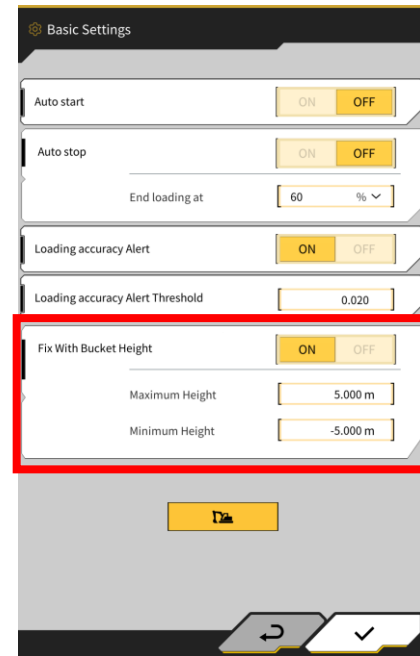 Basic Settings
Auto start ON OFF
Auto stop ON OFF
End loading at 60 %
Loading accuracy Alert ON OFF
Loading accuracy Alert Threshold 0.020
Fix With Bucket Height ON OFF
Maximum Height 5.000 m
Minimum Height -5.000 m